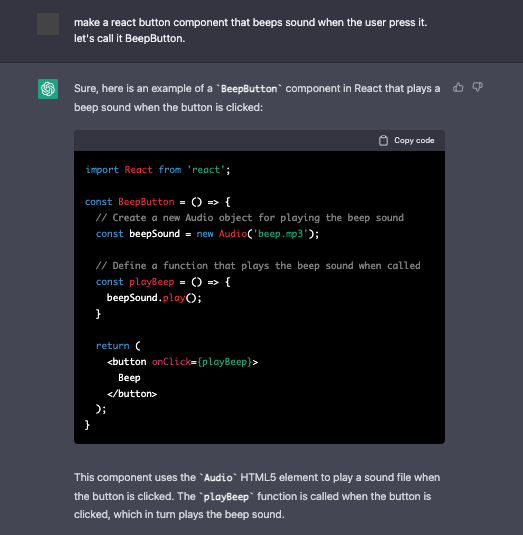 make a react button component that beeps sound when the user press it.
let's call it BeepButton.
Sure, here is an example of a `BeepButton` component in React that plays a
beep sound when the button is clicked:
Copy code
import React from 'react';
const BeepButton = () => {
// Create a new Audio object for playing the beep sound
const beepSound = new Audio('beep.mp3');
// Define a function that plays the beep sound when called
const playBeep = () => {
beepSound.play();
}
return (
<button onClick={playBeep}>
Beep
</button>
);
}
This component uses the `Audio` HTML5 element to play a sound file when
the button is clicked. The `playBeep` function is called when the button is
clicked, which in turn plays the beep sound.